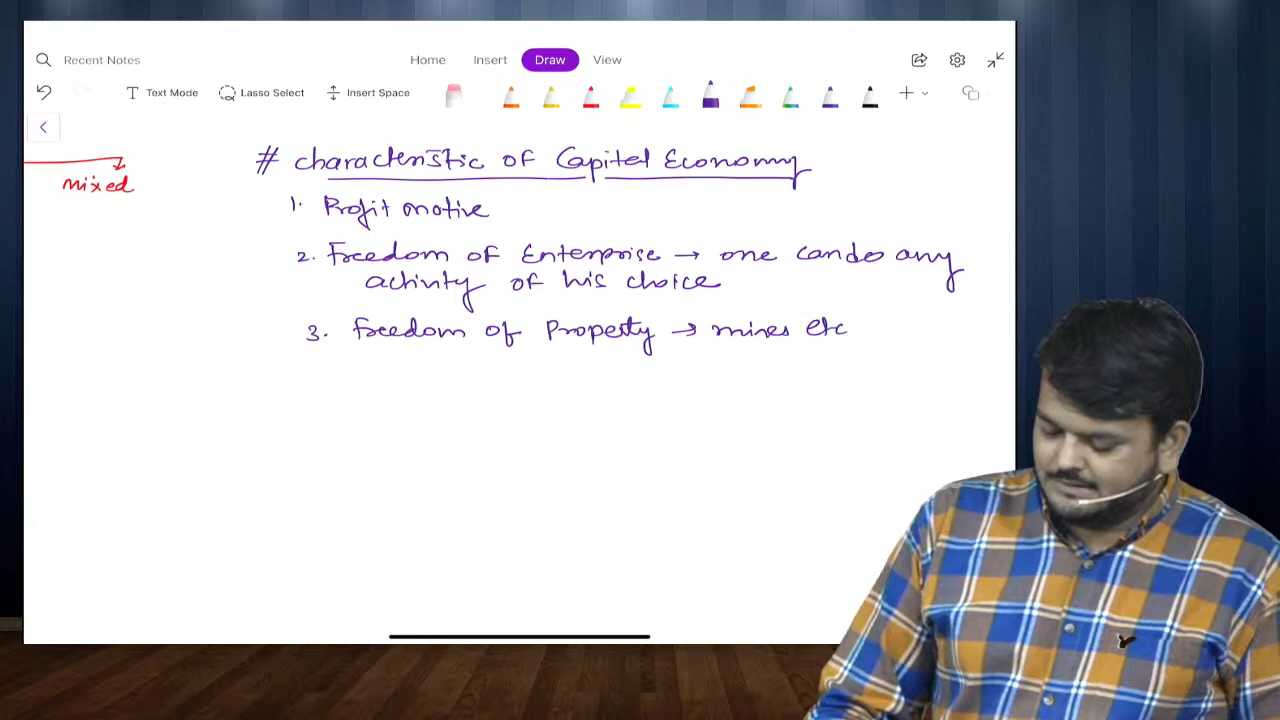 Recent Notes
Home Insert Draw View
Text Mode Lasso Select Insert Space
mixed
# characteristic of Capital Economy
1. Profit motive
2. Freedom of Enterprise → one can do any
activity of his choice
3. Freedom of Property → mines etc